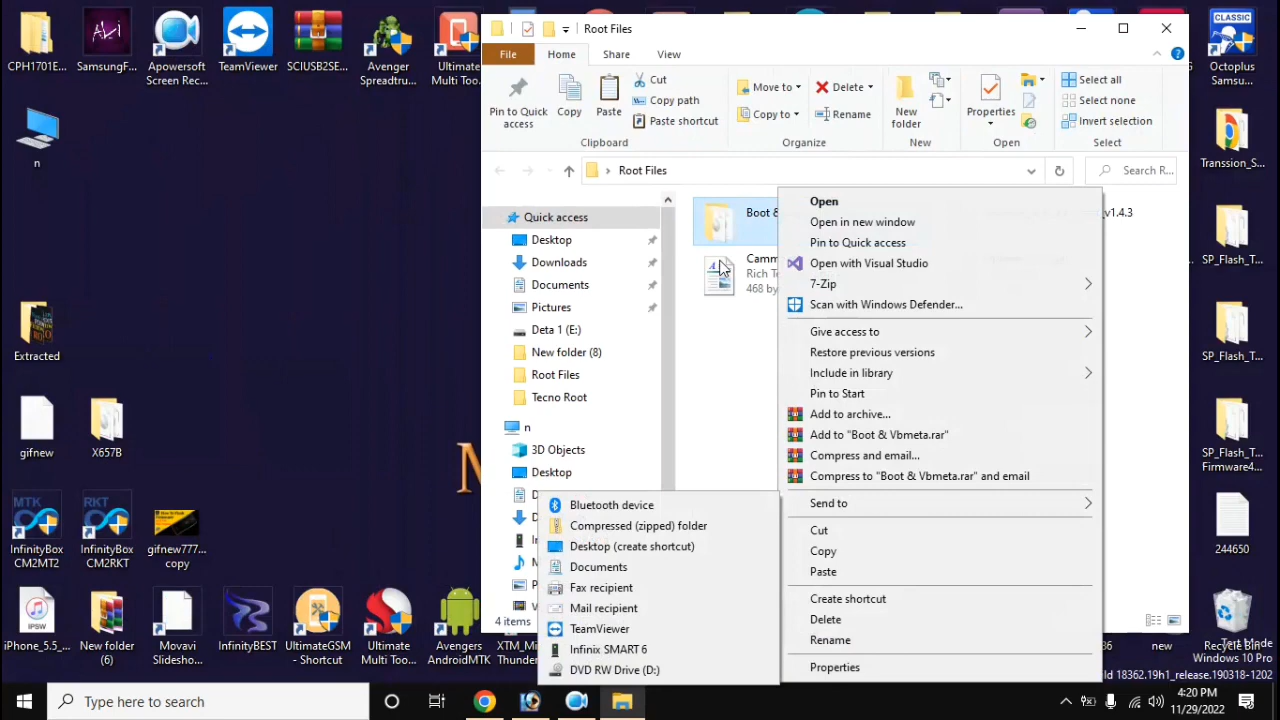 CPH1701E...
SamsungF...
Apowersoft
Screen Rec...
TeamViewer
SCIUSB2SE...
Avenger
Spreadtru...
Ultimate
Multi Too...
n
Extracted
gifnew
X657B
MTK
InfinityBox
CM2MT2
RKT
InfinityBox
CM2RKT
gifnew777...
copy
IPSW
iPhone_5.5_...
New folder
(6)
Movavi
Slidesho...
InfinityBEST
UltimateGSM
- Shortcut
Ultimate
Multi Too...
Avengers
AndroidMTK
XTM_M
Thunder
Root Files
File
Home
Share
View
Pin to Quick
access
Copy
Paste
Cut
Copy path
Paste shortcut
Clipboard
Move to
Copy to
Delete
Rename
Organize
New
folder
New
Properties
Open
Select all
Select none
Invert selection
Select
Root Files
Search R...
Quick access
Desktop
Downloads
Documents
Pictures
Deta 1 (E:)
New folder (8)
Root Files
Tecno Root
n
3D Objects
Desktop
4 items
Boot &
v1.4.3
Camm
Rich T
468 by
Open
Open in new window
Pin to Quick access
Open with Visual Studio
7-Zip
Scan with Windows Defender...
Give access to
Restore previous versions
Include in library
Pin to Start
Add to archive...
Add to "Boot & Vbmeta.rar"
Compress and email...
Compress to "Boot & Vbmeta.rar" and email
Send to
Cut
Copy
Paste
Create shortcut
Delete
Rename
Properties
Bluetooth device
Compressed (zipped) folder
Desktop (create shortcut)
Documents
Fax recipient
Mail recipient
TeamViewer
Infinix SMART 6
DVD RW Drive (D:)
CLASSIC
Octoplus
Samsu...
Transsion_S...
SP_Flash_T...
SP_Flash_T...
SP_Flash_T...
Firmware4...
244650
Recycle Bin
new
Test Mode
Windows 10 Pro
ld 18362.19h1_release.190318-1202
Type here to search
4:20 PM
11/29/2022